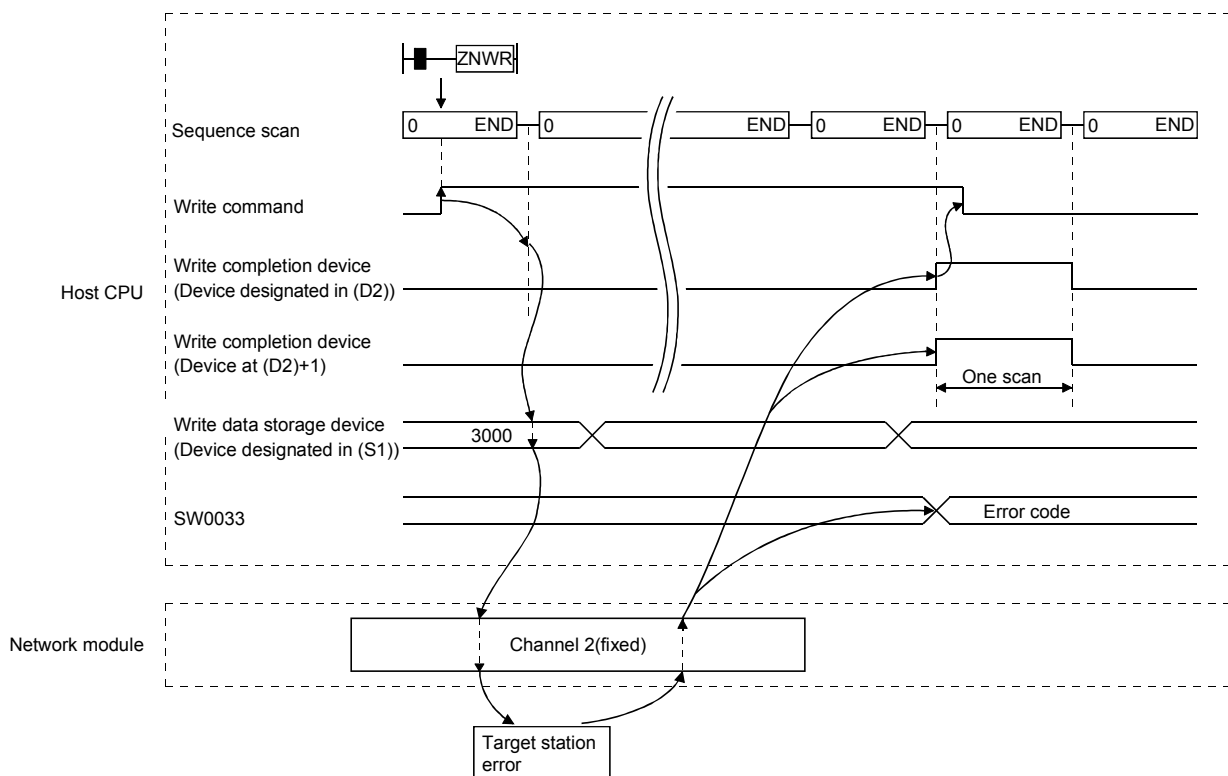 ZNWR
Sequence scan
0 END 0 END 0 END 0 END 0 END
Write command
Write completion device
(Device designated in (D2))
Host CPU
Write completion device
(Device at (D2)+1)
One scan
Write data storage device
(Device designated in (S1))
3000
SW0033
Error code
Network module
Channel 2(fixed)
Target station
error